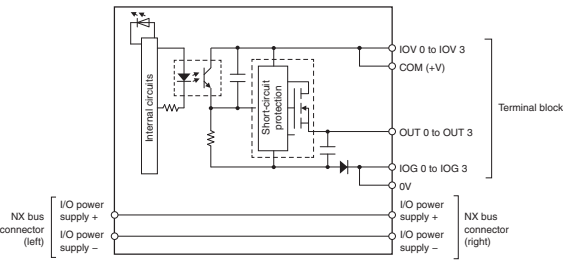 IOV 0 to IOV 3
COM (+V)
Internal circuits
Short-circuit
protection
Terminal block
OUT 0 to OUT 3
IOG 0 to IOG 3
0V
NX bus
connector
(left)
I/O power
supply +
I/O power
supply –
I/O power
supply +
I/O power
supply –
NX bus
connector
(right)